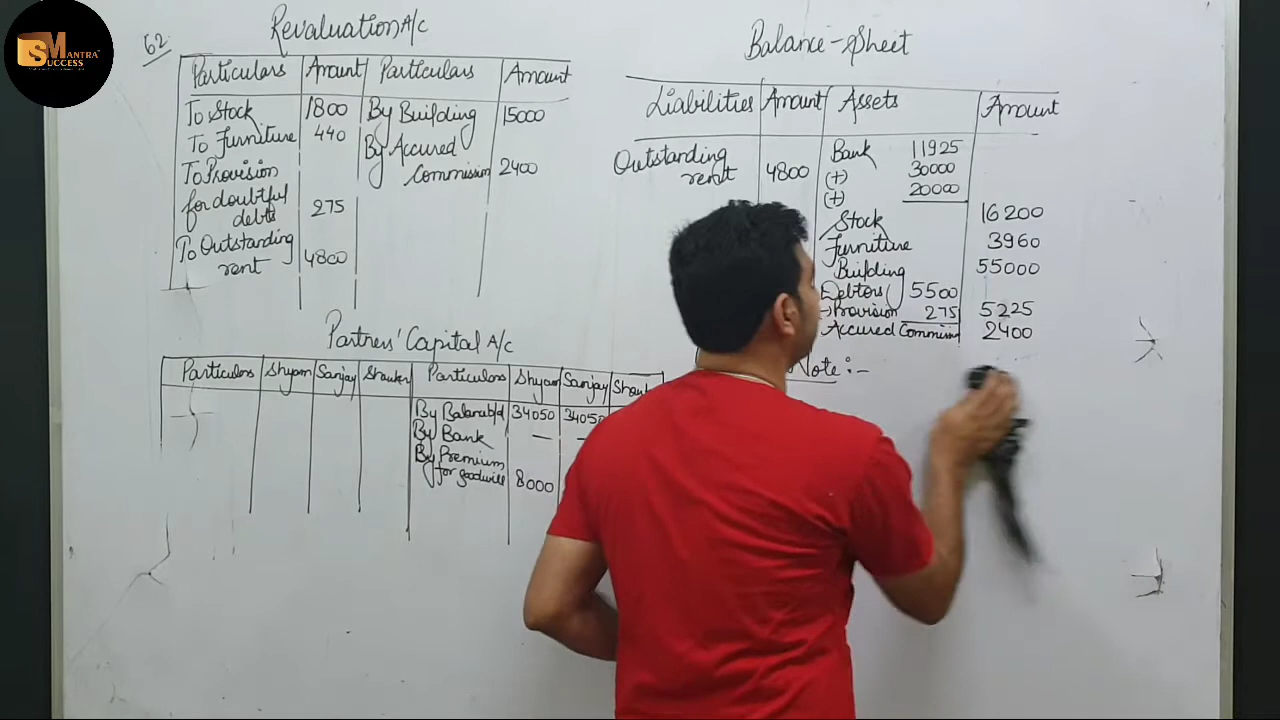 SMantra
Success
62.
Revaluation A/c
Particulars Amount Particulars Amount
To Stock 1800 By Building 15000
To Furniture 440 By Accured
Commission 2400
To Provision
for doubtful
debts 275
To Outstanding
rent 4800
Partners' Capital A/c
Particulars Shyam Sanjay Shanker Particulars Shyam Sanjay
By Balance b/d 34050 34050
By Bank — –
By Premium
for goodwill 8000
Balance-Sheet
Liabilities Amount Assets Amount
Outstanding
rent 4800
Bank 11925
(+) 30000
(+) 20000
Stock 16200
Furniture 3960
Building 55000
Debtors 5500
Provision 275 5225
Accured Commission 2400
Note :-